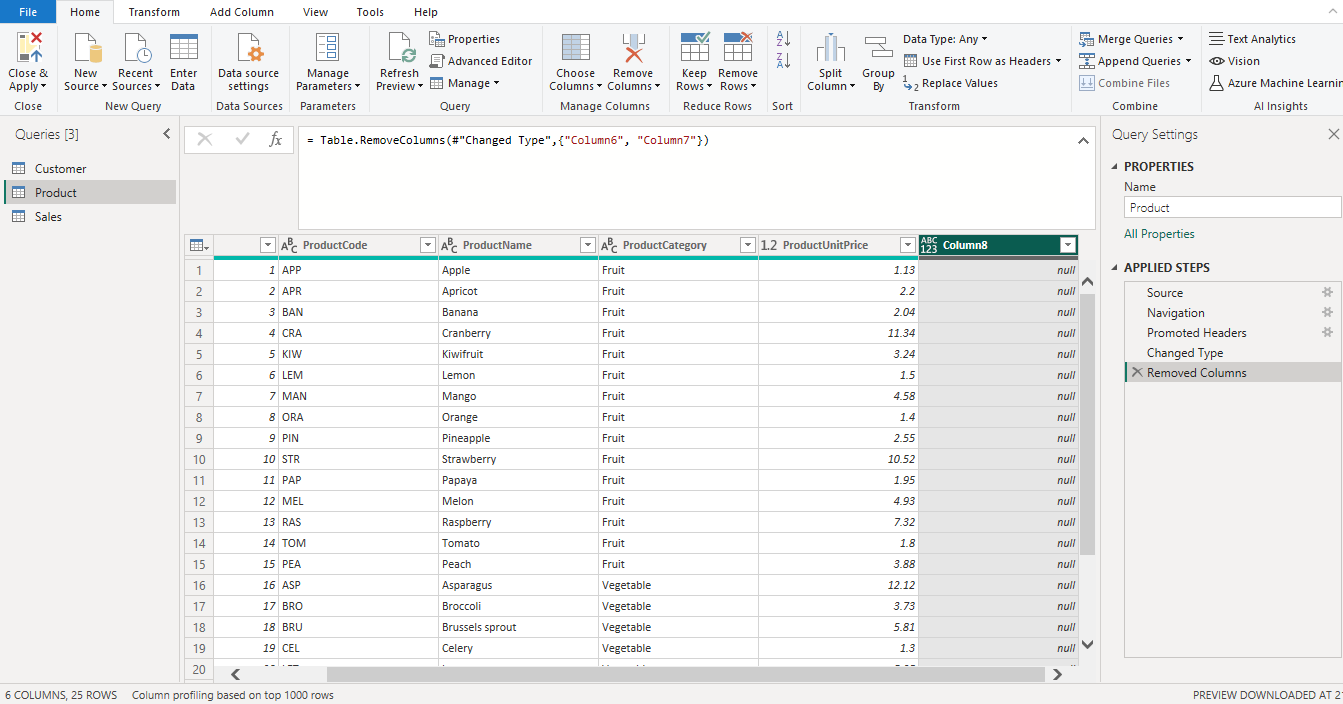 File Home Transform Add Column View Tools Help
Close & Apply
New Source
Recent Sources
Enter Data
Data source settings
Manage Parameters
Refresh Preview
Properties
Advanced Editor
Manage
Choose Columns
Remove Columns
Keep Rows
Remove Rows
Split Column
Group By
Data Type: Any
Use First Row as Headers
Replace Values
Merge Queries
Append Queries
Combine Files
Text Analytics
Vision
Azure Machine Learnin
Close New Query Data Sources Parameters Query Manage Columns Reduce Rows Sort Transform Combine AI Insights
Queries [3]
Customer
Product
Sales
fx
= Table.RemoveColumns(#"Changed Type",{"Column6", "Column7"})
ABC ProductCode ABC ProductName ABC ProductCategory 1.2 ProductUnitPrice ABC 123 Column8
1 1 APP Apple Fruit 1.13 null
2 2 APR Apricot Fruit 2.2 null
3 3 BAN Banana Fruit 2.04 null
4 4 CRA Cranberry Fruit 11.34 null
5 5 KIW Kiwifruit Fruit 3.24 null
6 6 LEM Lemon Fruit 1.5 null
7 7 MAN Mango Fruit 4.58 null
8 8 ORA Orange Fruit 1.4 null
9 9 PIN Pineapple Fruit 2.55 null
10 10 STR Strawberry Fruit 10.52 null
11 11 PAP Papaya Fruit 1.95 null
12 12 MEL Melon Fruit 4.93 null
13 13 RAS Raspberry Fruit 7.32 null
14 14 TOM Tomato Fruit 1.8 null
15 15 PEA Peach Fruit 3.88 null
16 16 ASP Asparagus Vegetable 12.12 null
17 17 BRO Broccoli Vegetable 3.73 null
18 18 BRU Brussels sprout Vegetable 5.81 null
19 19 CEL Celery Vegetable 1.3 null
20
Query Settings
PROPERTIES
Name
Product
All Properties
APPLIED STEPS
Source
Navigation
Promoted Headers
Changed Type
Removed Columns
6 COLUMNS, 25 ROWS Column profiling based on top 1000 rows PREVIEW DOWNLOADED AT 2